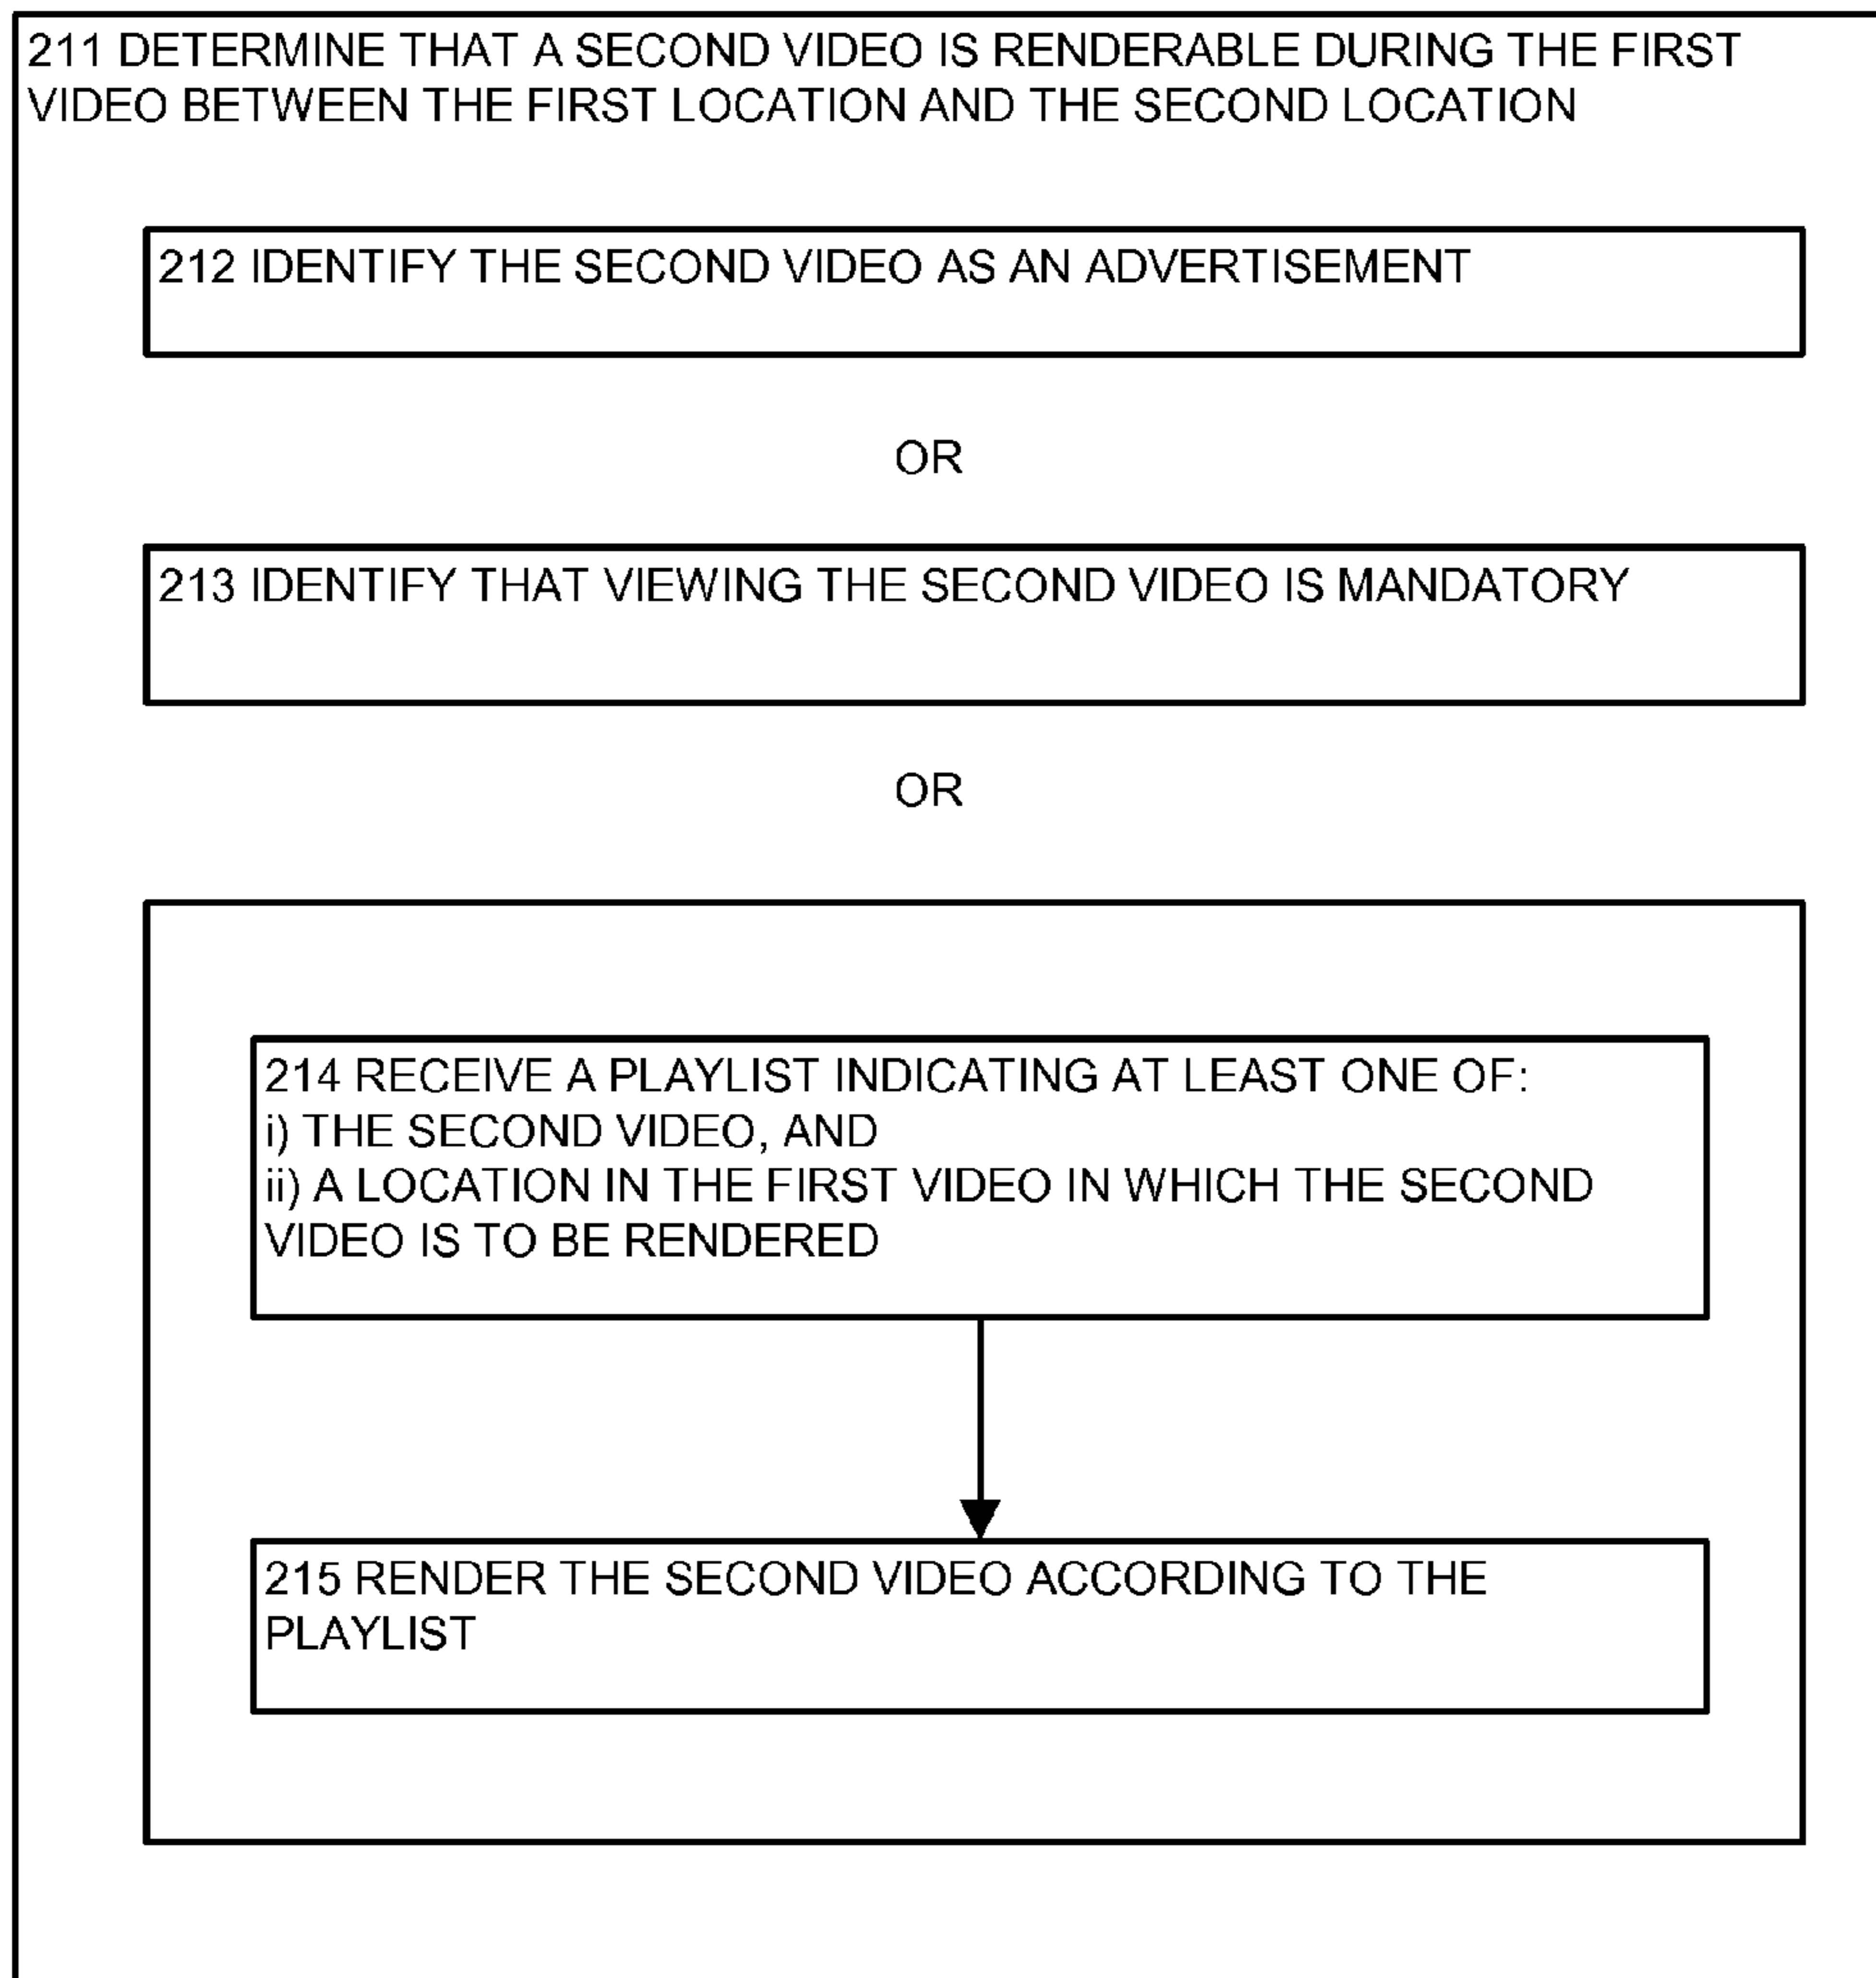 211 DETERMINE THAT A SECOND VIDEO IS RENDERABLE DURING THE FIRST
VIDEO BETWEEN THE FIRST LOCATION AND THE SECOND LOCATION
212 IDENTIFY THE SECOND VIDEO AS AN ADVERTISEMENT
OR
213 IDENTIFY THAT VIEWING THE SECOND VIDEO IS MANDATORY
OR
214 RECEIVE A PLAYLIST INDICATING AT LEAST ONE OF:
i) THE SECOND VIDEO, AND
ii) A LOCATION IN THE FIRST VIDEO IN WHICH THE SECOND
VIDEO IS TO BE RENDERED
215 RENDER THE SECOND VIDEO ACCORDING TO THE
PLAYLIST